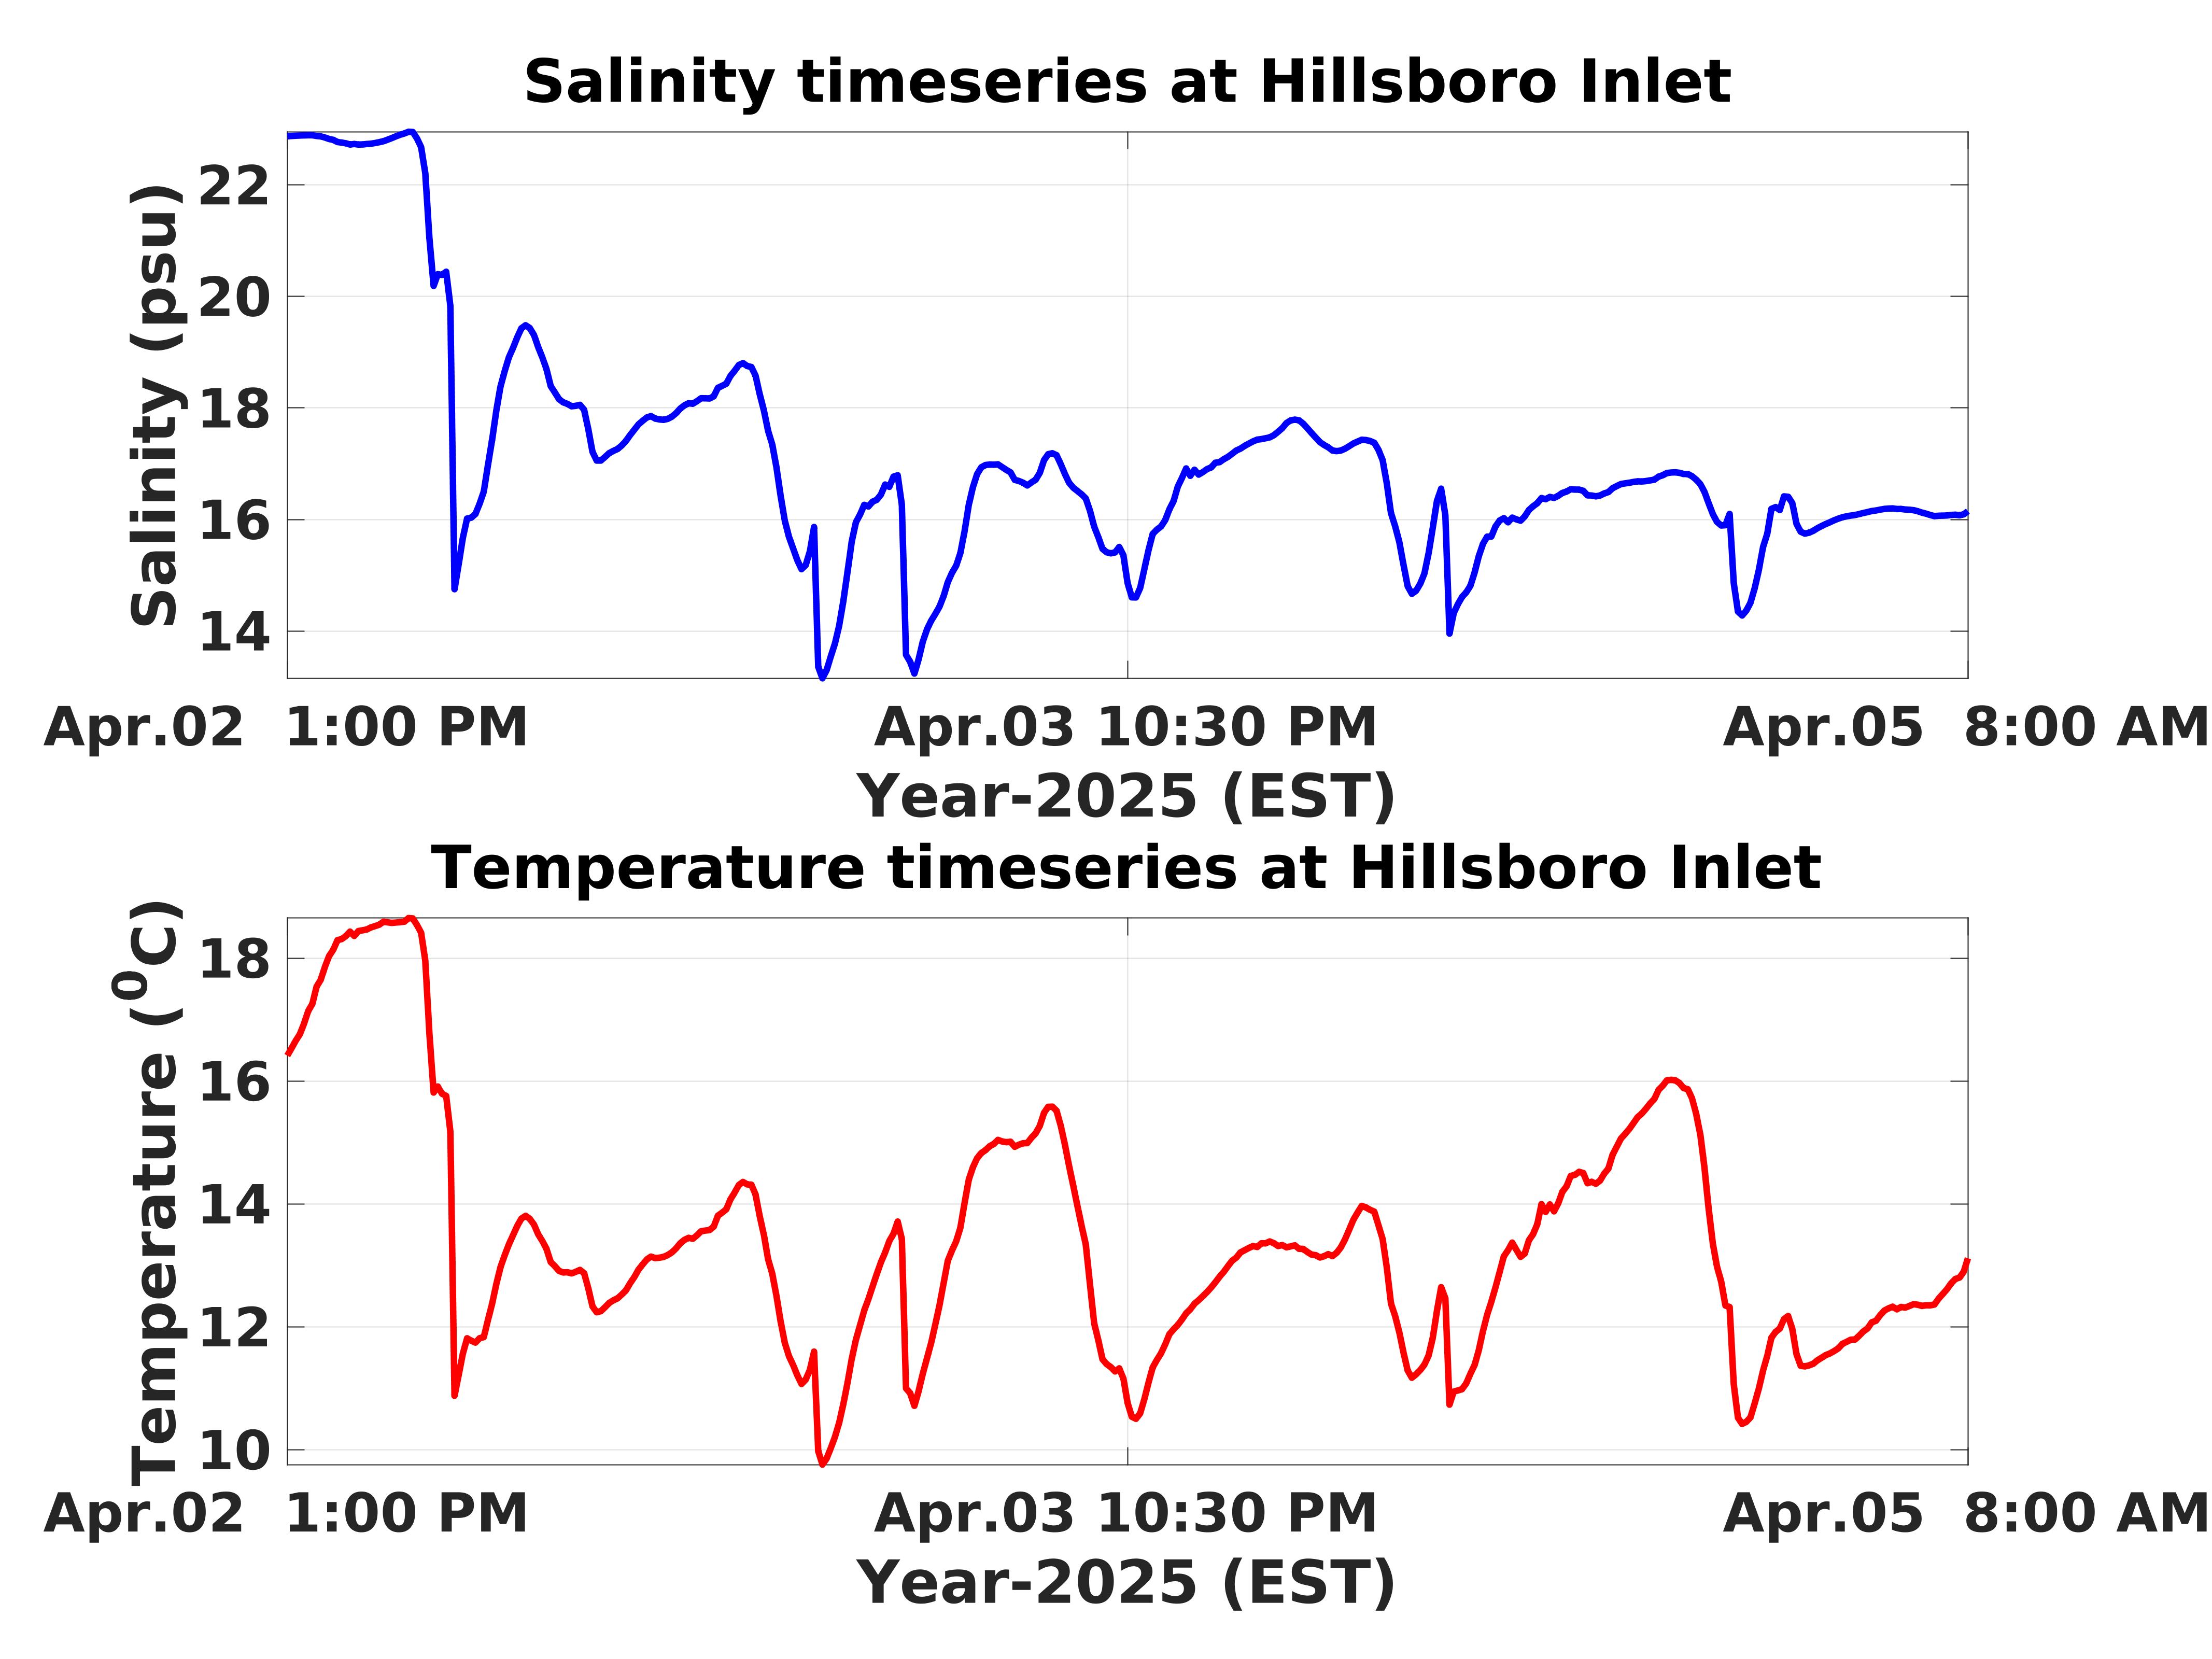 Salinity timeseries at Hillsboro Inlet
Salinity (psu)
22
20
18
16
14
Apr.02  1:00 PM
Apr.03 10:30 PM
Apr.05  8:00 AM
Year-2025 (EST)
Temperature timeseries at Hillsboro Inlet
Temperature (⁰C)
18
16
14
12
10
Apr.02  1:00 PM
Apr.03 10:30 PM
Apr.05  8:00 AM
Year-2025 (EST)